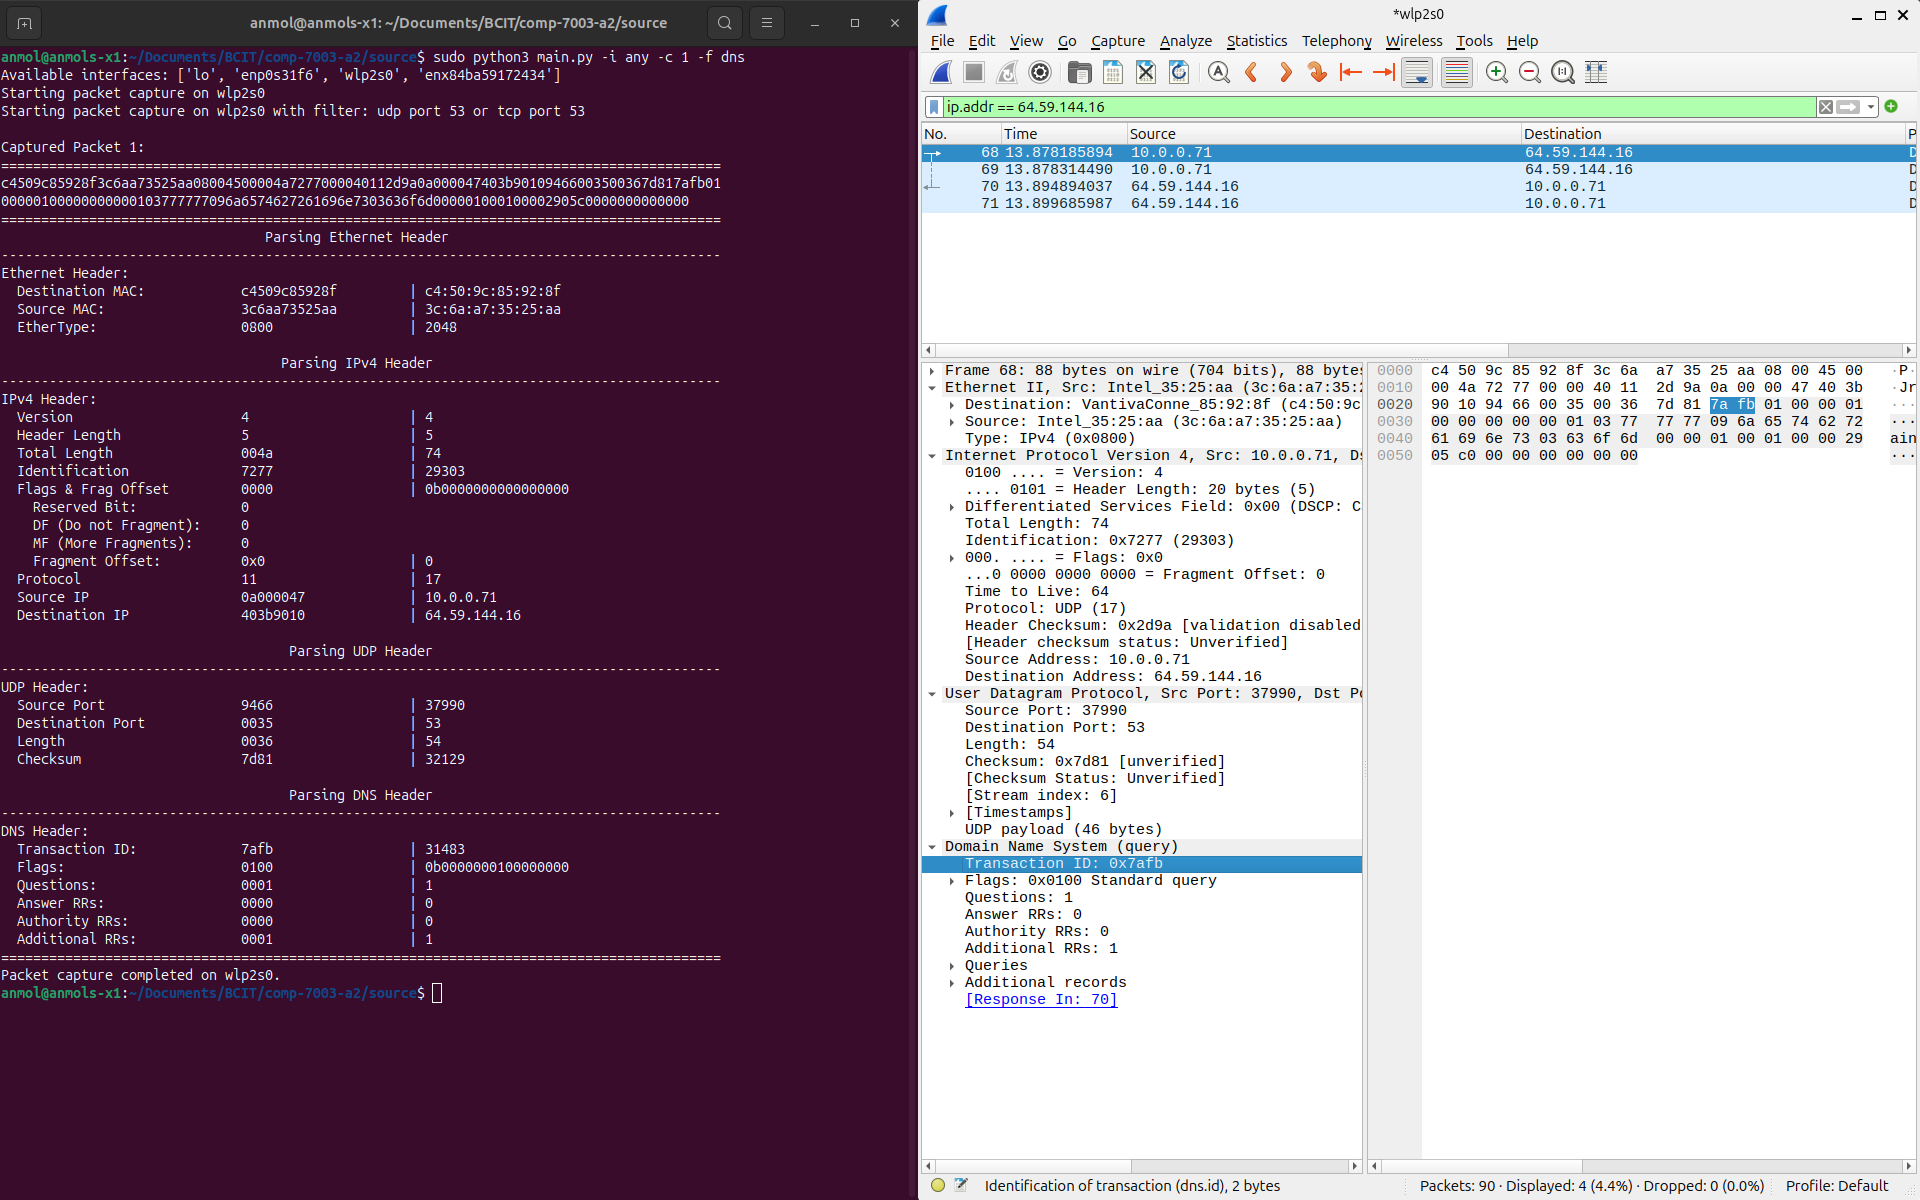 anmol@anmols-x1: ~/Documents/BCIT/comp-7003-a2/source
anmol@anmols-x1:~/Documents/BCIT/comp-7003-a2/source$ sudo python3 main.py -i any -c 1 -f dns
Available interfaces: ['lo', 'enp0s31f6', 'wlp2s0', 'enx84ba59172434']
Starting packet capture on wlp2s0
Starting packet capture on wlp2s0 with filter: udp port 53 or tcp port 53
Captured Packet 1:
==========================================================================================
c4509c85928f3c6aa73525aa08004500004a7277000040112d9a0a000047403b90109466003500367d817afb01
00000100000000000103777777096a6574627261696e7303636f6d00000100010000290​5c0000000000000
==========================================================================================
Parsing Ethernet Header
------------------------------------------------------------------------------------------
Ethernet Header:
Destination MAC: c4509c85928f | c4:50:9c:85:92:8f
Source MAC: 3c6aa73525aa | 3c:6a:a7:35:25:aa
EtherType: 0800 | 2048
Parsing IPv4 Header
------------------------------------------------------------------------------------------
IPv4 Header:
Version 4 | 4
Header Length 5 | 5
Total Length 004a | 74
Identification 7277 | 29303
Flags & Frag Offset 0000 | 0b0000000000000000
Reserved Bit: 0
DF (Do not Fragment): 0
MF (More Fragments): 0
Fragment Offset: 0x0 | 0
Protocol 11 | 17
Source IP 0a000047 | 10.0.0.71
Destination IP 403b9010 | 64.59.144.16
Parsing UDP Header
------------------------------------------------------------------------------------------
UDP Header:
Source Port 9466 | 37990
Destination Port 0035 | 53
Length 0036 | 54
Checksum 7d81 | 32129
Parsing DNS Header
------------------------------------------------------------------------------------------
DNS Header:
Transaction ID: 7afb | 31483
Flags: 0100 | 0b0000000100000000
Questions: 0001 | 1
Answer RRs: 0000 | 0
Authority RRs: 0000 | 0
Additional RRs: 0001 | 1
==========================================================================================
Packet capture completed on wlp2s0.
anmol@anmols-x1:~/Documents/BCIT/comp-7003-a2/source$
*wlp2s0
File Edit View Go Capture Analyze Statistics Telephony Wireless Tools Help
ip.addr == 64.59.144.16
No. Time Source Destination P
68 13.878185894 10.0.0.71 64.59.144.16 D
69 13.878314490 10.0.0.71 64.59.144.16 D
70 13.894894037 64.59.144.16 10.0.0.71 D
71 13.899685987 64.59.144.16 10.0.0.71 D
Frame 68: 88 bytes on wire (704 bits), 88 bytes
Ethernet II, Src: Intel_35:25:aa (3c:6a:a7:35:2
Destination: VantivaConne_85:92:8f (c4:50:9c
Source: Intel_35:25:aa (3c:6a:a7:35:25:aa)
Type: IPv4 (0x0800)
Internet Protocol Version 4, Src: 10.0.0.71, Ds
0100 .... = Version: 4
.... 0101 = Header Length: 20 bytes (5)
Differentiated Services Field: 0x00 (DSCP: C
Total Length: 74
Identification: 0x7277 (29303)
000. .... = Flags: 0x0
...0 0000 0000 0000 = Fragment Offset: 0
Time to Live: 64
Protocol: UDP (17)
Header Checksum: 0x2d9a [validation disabled
[Header checksum status: Unverified]
Source Address: 10.0.0.71
Destination Address: 64.59.144.16
User Datagram Protocol, Src Port: 37990, Dst Po
Source Port: 37990
Destination Port: 53
Length: 54
Checksum: 0x7d81 [unverified]
[Checksum Status: Unverified]
[Stream index: 6]
[Timestamps]
UDP payload (46 bytes)
Domain Name System (query)
Transaction ID: 0x7afb
Flags: 0x0100 Standard query
Questions: 1
Answer RRs: 0
Authority RRs: 0
Additional RRs: 1
Queries
Additional records
[Response In: 70]
0000 c4 50 9c 85 92 8f 3c 6a a7 35 25 aa 08 00 45 00 ·P·
0010 00 4a 72 77 00 00 40 11 2d 9a 0a 00 00 47 40 3b ·Jr
0020 90 10 94 66 00 35 00 36 7d 81 7a fb 01 00 00 01 ···
0030 00 00 00 00 00 01 03 77 77 77 09 6a 65 74 62 72 ···
0040 61 69 6e 73 03 63 6f 6d 00 00 01 00 01 00 00 29 ain
0050 05 c0 00 00 00 00 00 00 ···
Identification of transaction (dns.id), 2 bytes
Packets: 90 · Displayed: 4 (4.4%) · Dropped: 0 (0.0%)
Profile: Default